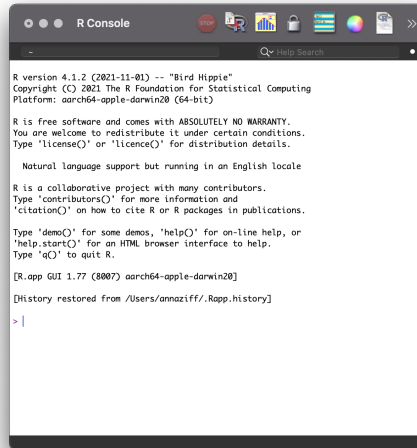 R Console
STOP
~
Help Search
R version 4.1.2 (2021-11-01) -- "Bird Hippie"
Copyright (C) 2021 The R Foundation for Statistical Computing
Platform: aarch64-apple-darwin20 (64-bit)
R is free software and comes with ABSOLUTELY NO WARRANTY.
You are welcome to redistribute it under certain conditions.
Type 'license()' or 'licence()' for distribution details.
Natural language support but running in an English locale
R is a collaborative project with many contributors.
Type 'contributors()' for more information and
'citation()' on how to cite R or R packages in publications.
Type 'demo()' for some demos, 'help()' for on-line help, or
'help.start()' for an HTML browser interface to help.
Type 'q()' to quit R.
[R.app GUI 1.77 (8007) aarch64-apple-darwin20]
[History restored from /Users/annaziff/.Rapp.history]
>